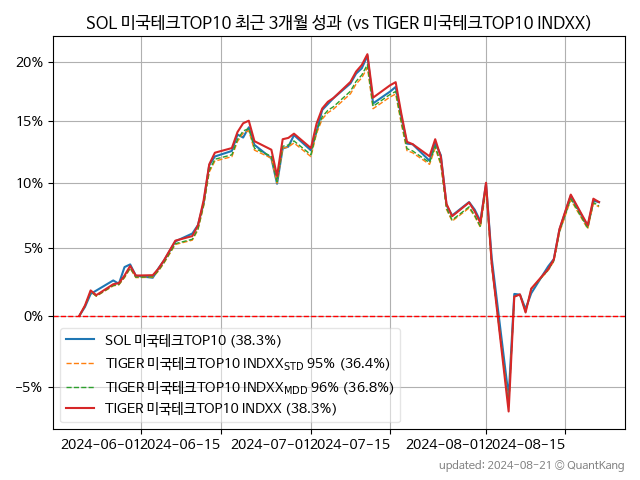 SOL 미국테크TOP10 최근 3개월 성과 (vs TIGER 미국테크TOP10 INDXX)
20%
15%
10%
5%
0%
−5%
SOL 미국테크TOP10 (38.3%)
TIGER 미국테크TOP10 INDXX_STD 95% (36.4%)
TIGER 미국테크TOP10 INDXX_MDD 96% (36.8%)
TIGER 미국테크TOP10 INDXX (38.3%)
2024-06-01 2024-06-15 2024-07-01 2024-07-15 2024-08-01 2024-08-15
updated: 2024-08-21 © QuantKang